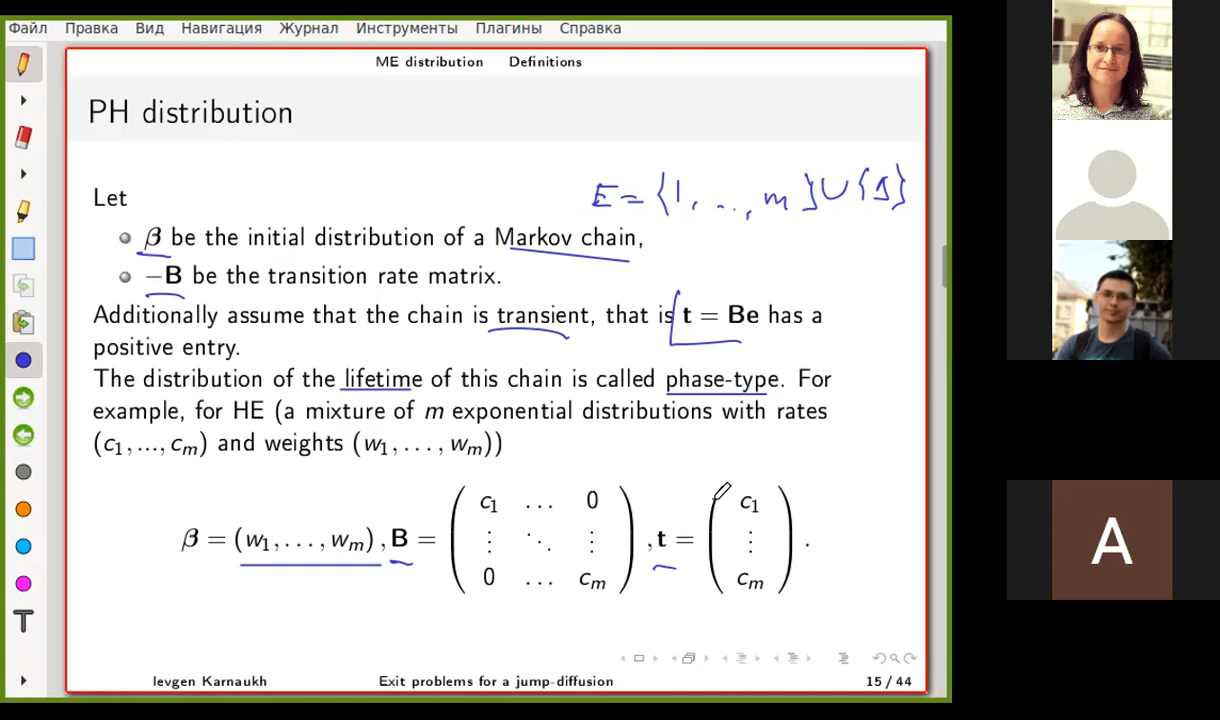 Файл Правка Вид Навигация Журнал Инструменты Плагины Справка
ME distribution Definitions
PH distribution
E = {1, ..., m} ∪ {Δ}
Let
β be the initial distribution of a Markov chain,
−B be the transition rate matrix.
Additionally assume that the chain is transient, that is t = Be has a
positive entry.
The distribution of the lifetime of this chain is called phase-type. For
example, for HE (a mixture of m exponential distributions with rates
(c₁, ..., cₘ) and weights (w₁, . . . , wₘ))
β = (w₁, . . . , wₘ) , B = ( c₁ . . . 0 ⋮ ⋱ ⋮ 0 . . . cₘ ) , t = ( c₁ ⋮ cₘ ) .
T
A
Ievgen Karnaukh Exit problems for a jump-diffusion 15 / 44